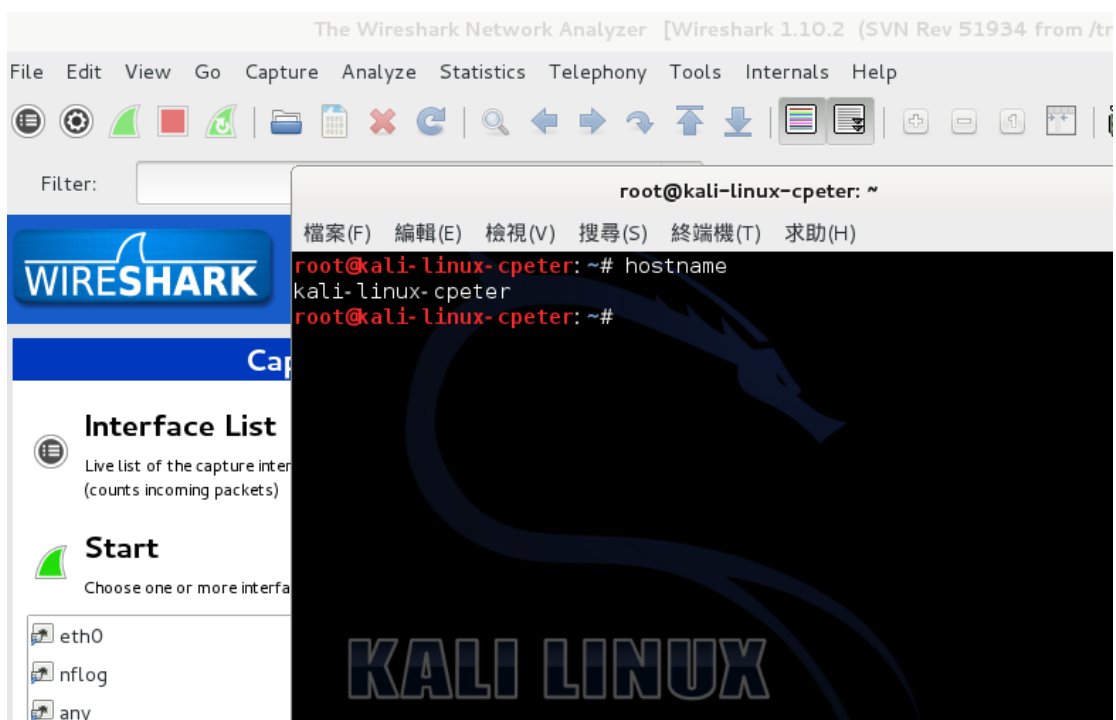 The Wireshark Network Analyzer [Wireshark 1.10.2 (SVN Rev 51934 from /tr
File Edit View Go Capture Analyze Statistics Telephony Tools Internals Help
Filter:
WIRESHARK
Cap
Interface List
Live list of the capture inter
(counts incoming packets)
Start
Choose one or more interfa
eth0
nflog
any
root@kali-linux-cpeter: ~
檔案(F) 編輯(E) 檢視(V) 搜尋(S) 終端機(T) 求助(H)
root@kali-linux-cpeter:~# hostname
kali-linux-cpeter
root@kali-linux-cpeter:~#
KALI LINUX